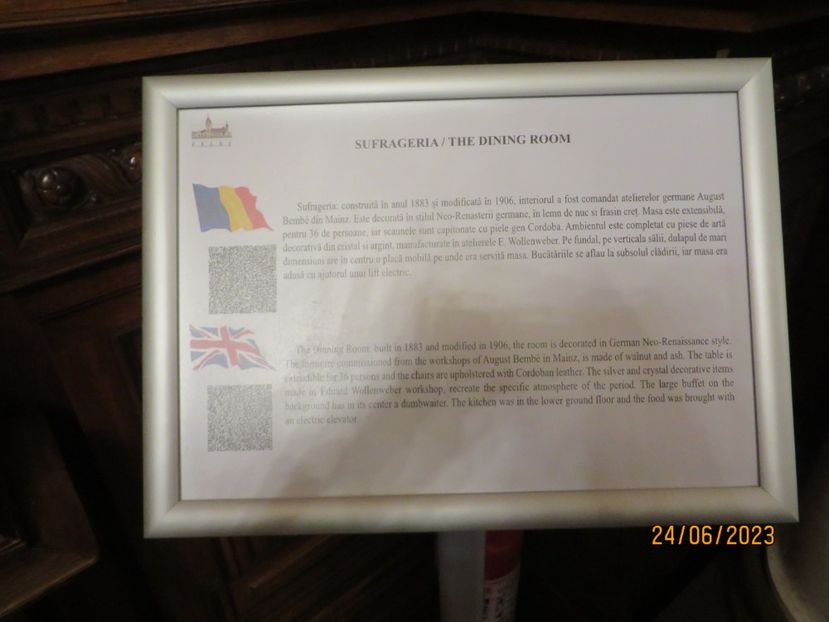 PELEȘ
SUFRAGERIA / THE DINING ROOM
Sufrageria: construită în anul 1883 și modificată în 1906, interiorul a fost comandat atelierelor germane August
Bembé din Mainz. Este decorată în stilul Neo-Renasterii germane, în lemn de nuc si frasin creț. Masa este extensibilă,
pentru 36 de persoane, iar scaunele sunt capitonate cu piele gen Cordoba. Ambientul este completat cu piese de artă
decorativă din cristal si argint, manufacturate în atelierele E. Wollenweber. Pe fundal, pe verticala sălii, dulapul de mari
dimensiuni are în centru o placă mobilă pe unde era servită masa. Bucătăriile se aflau la subsolul clădirii, iar masa era
adusă cu ajutorul unui lift electric.
The Dinning Room: built in 1883 and modified in 1906, the room is decorated in German Neo-Renaissance style.
The furniture commissioned from the workshops of August Bembé in Mainz, is made of walnut and ash. The table is
extendible for 36 persons and the chairs are upholstered with Cordoban leather. The silver and crystal decorative items
made in Eduard Wollenweber workshop, recreate the specific atmosphere of the period. The large buffet on the
background has in its center a dumbwaiter. The kitchen was in the lower ground floor and the food was brought with
an electric elevator.
24/06/2023